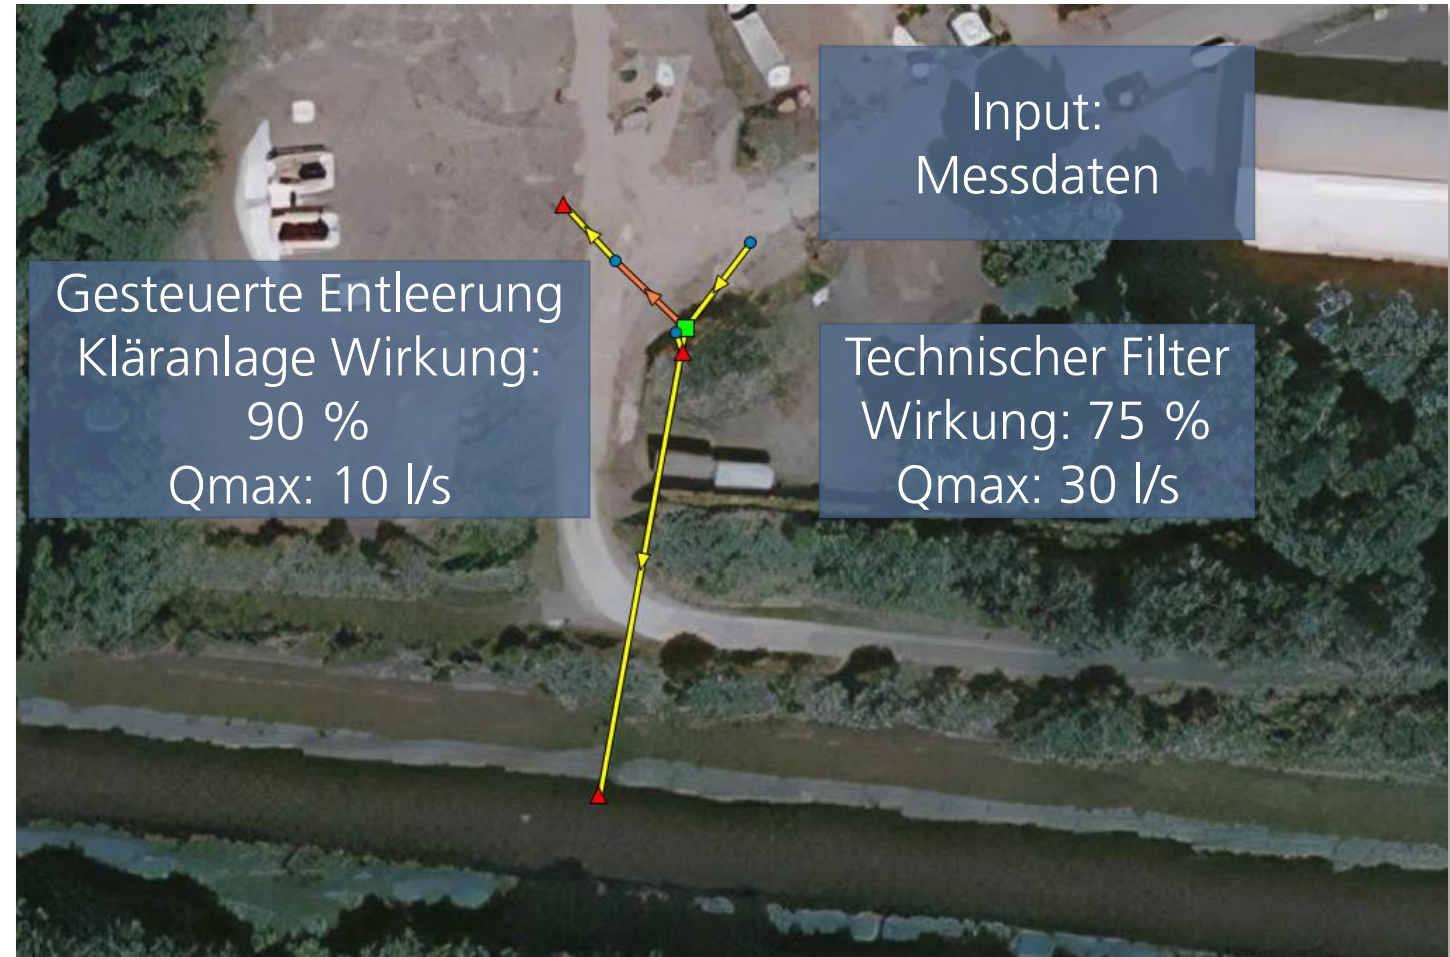 Input:
Messdaten
Gesteuerte Entleerung
Kläranlage Wirkung:
90 %
Qmax: 10 l/s
Technischer Filter
Wirkung: 75 %
Qmax: 30 l/s